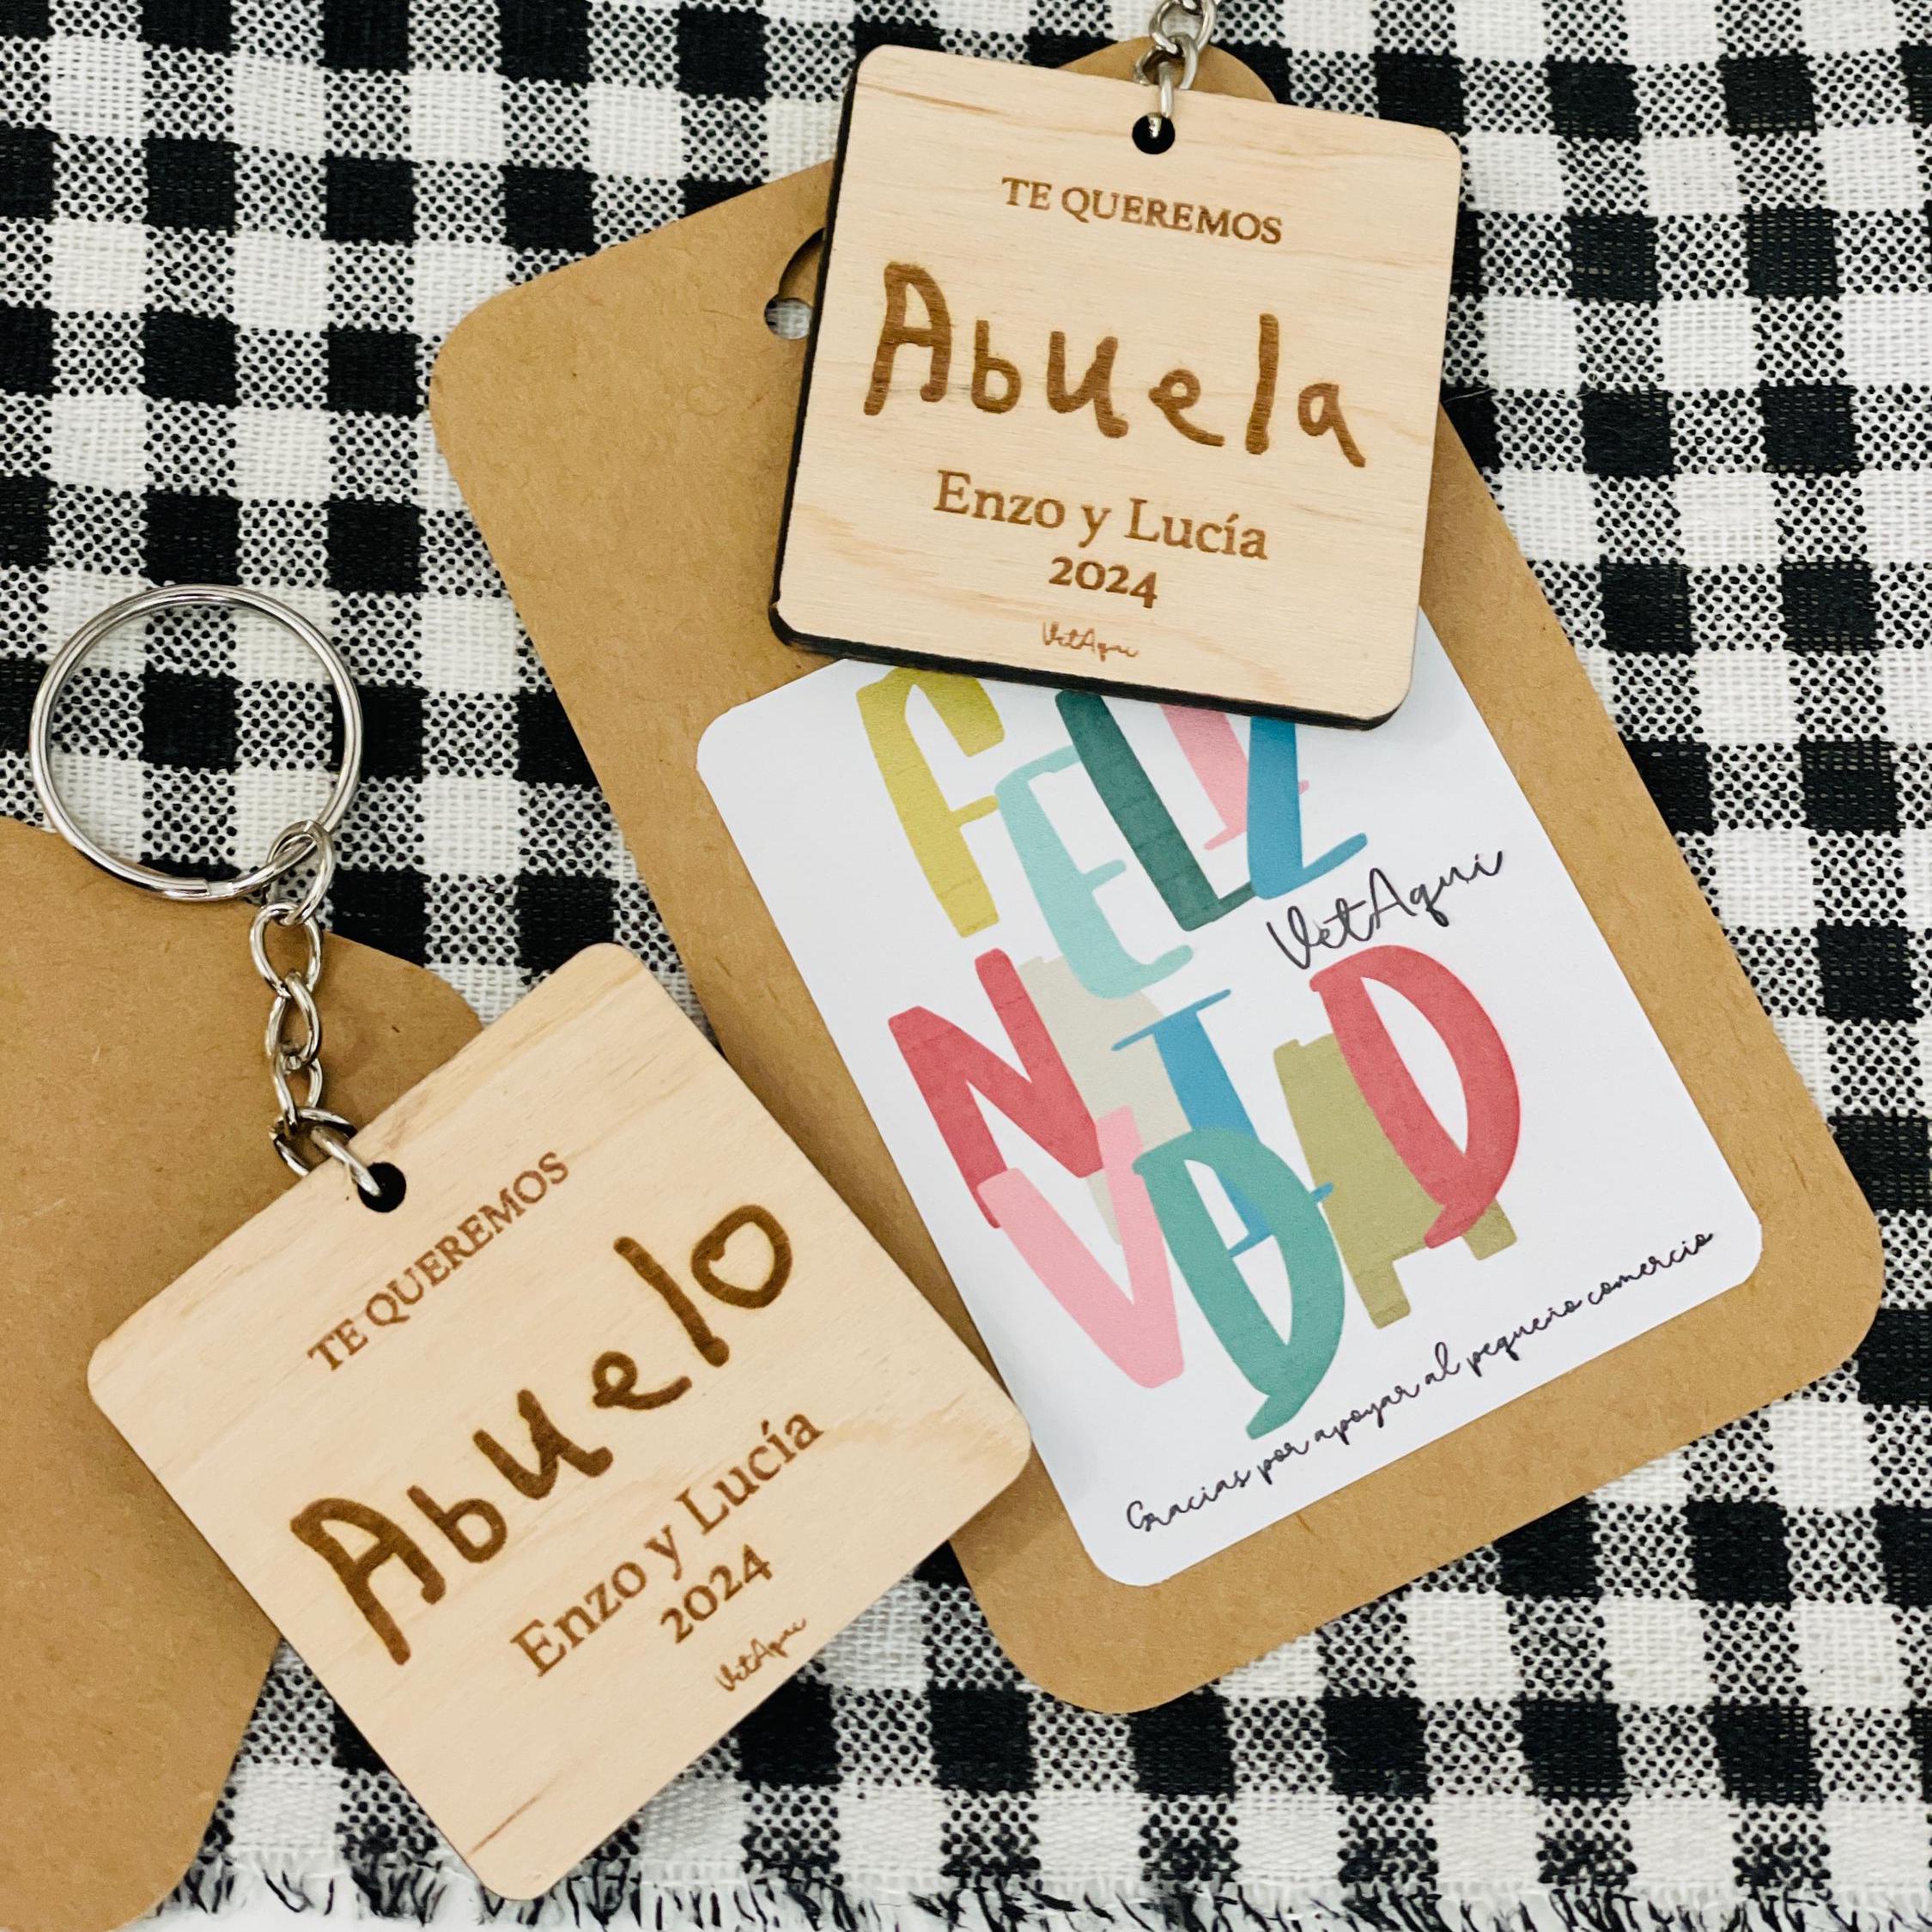 TE QUEREMOS
Abuela
Enzo y Lucía
2024
VetAqui
FELIZ
VetAqui
NAVIDAD
Gracias por apoyar al pequeño comercio
TE QUEREMOS
Abuelo
Enzo y Lucía
2024
VetAqui